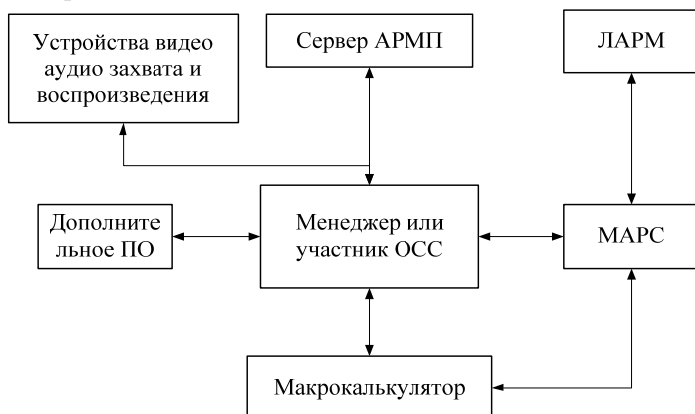 Устройства видео
аудио захвата и
воспроизведения
Сервер АРМП
ЛАРМ
Дополните
льное ПО
Менеджер или
участник ОСС
МАРС
Макрокалькулятор